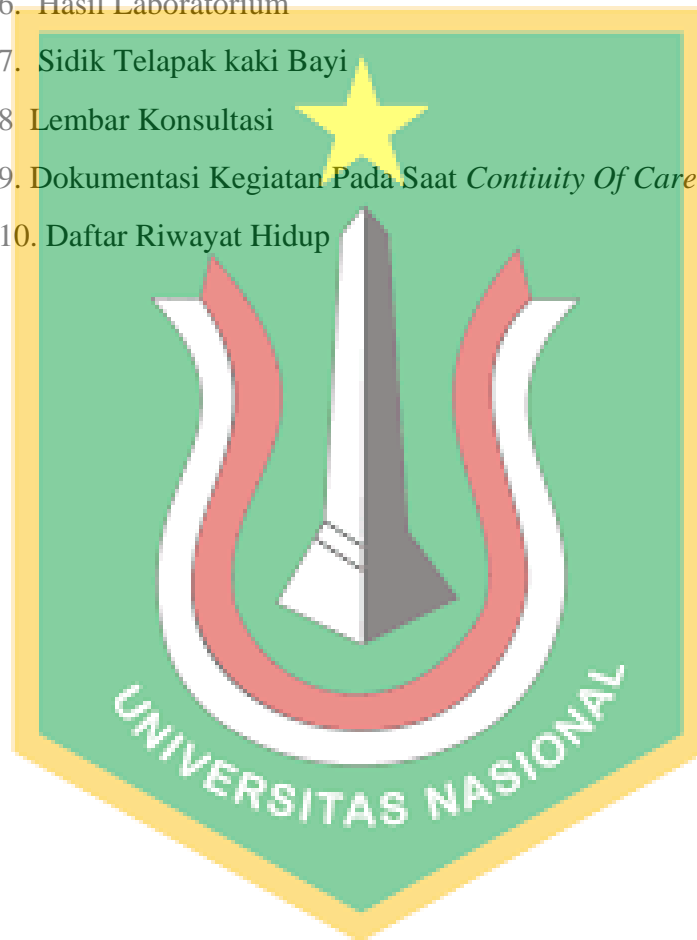 6. Hasil Laboratorium
7. Sidik Telapak kaki Bayi
8 Lembar Konsultasi
9. Dokumentasi Kegiatan Pada Saat Contiuity Of Care
10. Daftar Riwayat Hidup
UNIVERSITAS NASIONAL